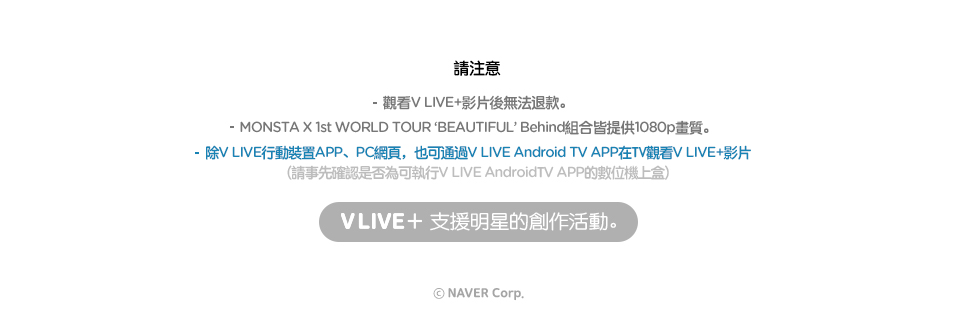 請注意
- 觀看V LIVE+影片後無法退款。
- MONSTA X 1st WORLD TOUR ‘BEAUTIFUL’ Behind組合皆提供1080p畫質。
- 除V LIVE行動裝置APP、PC網頁，也可通過V LIVE Android TV APP在TV觀看V LIVE+影片
（請事先確認是否為可執行V LIVE AndroidTV APP的數位機上盒）
V LIVE+ 支援明星的創作活動。
ⓒ NAVER Corp.